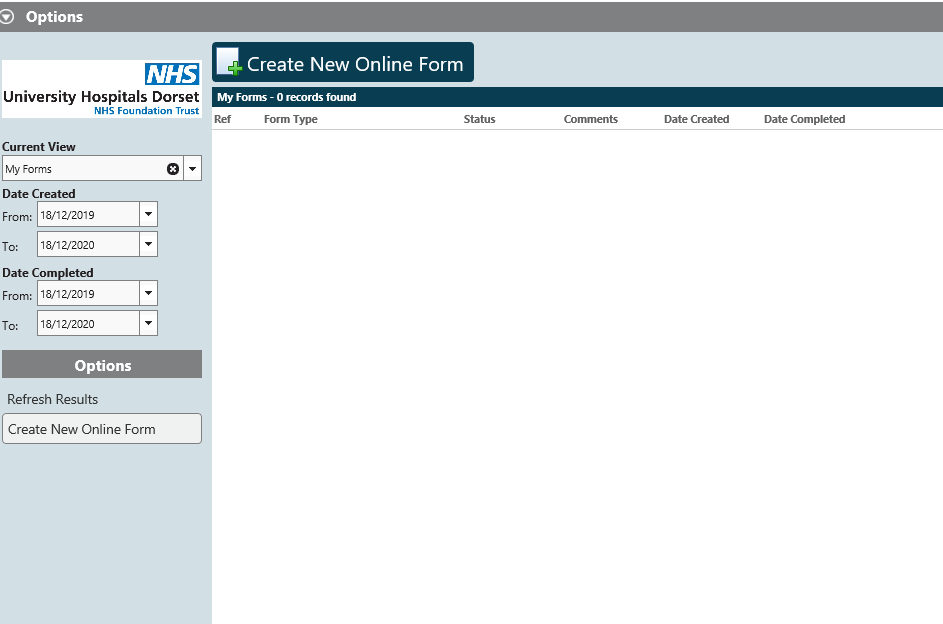 Options
NHS
University Hospitals Dorset
NHS Foundation Trust
Current View
My Forms
Date Created
From: 18/12/2019
To: 18/12/2020
Date Completed
From: 18/12/2019
To: 18/12/2020
Options
Refresh Results
Create New Online Form
Create New Online Form
My Forms - 0 records found
Ref Form Type Status Comments Date Created Date Completed